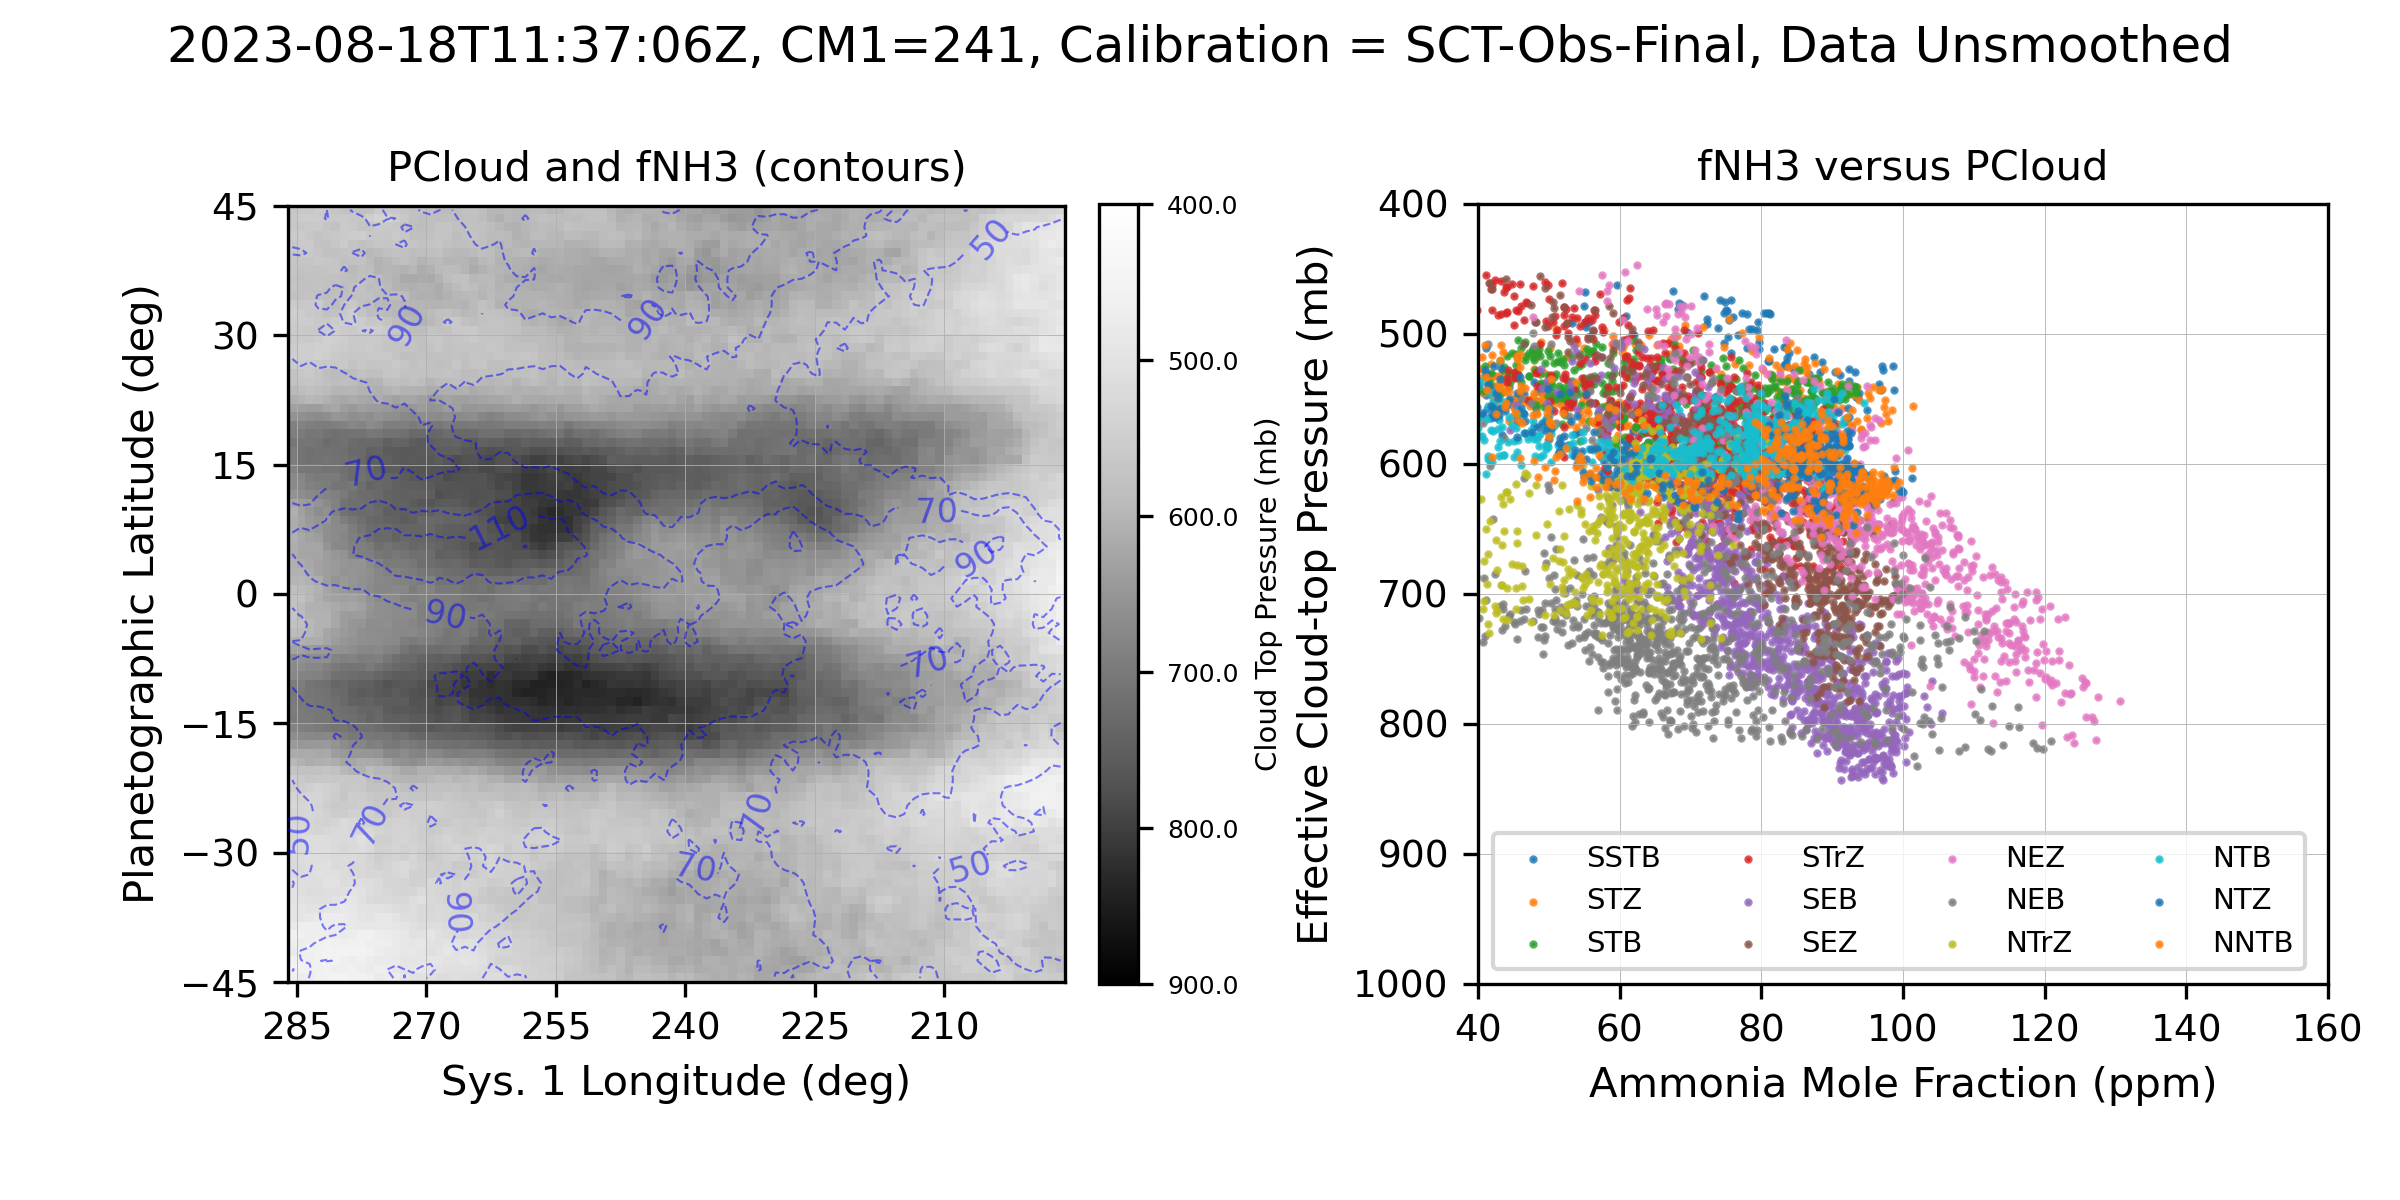 2023-08-18T11:37:06Z, CM1=241, Calibration = SCT-Obs-Final, Data Unsmoothed
PCloud and fNH3 (contours)
Planetographic Latitude (deg)
45
30
15
0
−15
−30
−45
285
270
255
240
225
210
Sys. 1 Longitude (deg)
50
90
90
70
110
70
90
90
70
70
50
70
70
50
90
400.0
500.0
600.0
700.0
800.0
900.0
Cloud Top Pressure (mb)
fNH3 versus PCloud
Effective Cloud-top Pressure (mb)
400
500
600
700
800
900
1000
40
60
80
100
120
140
160
Ammonia Mole Fraction (ppm)
SSTB
STZ
STB
STrZ
SEB
SEZ
NEZ
NEB
NTrZ
NTB
NTZ
NNTB